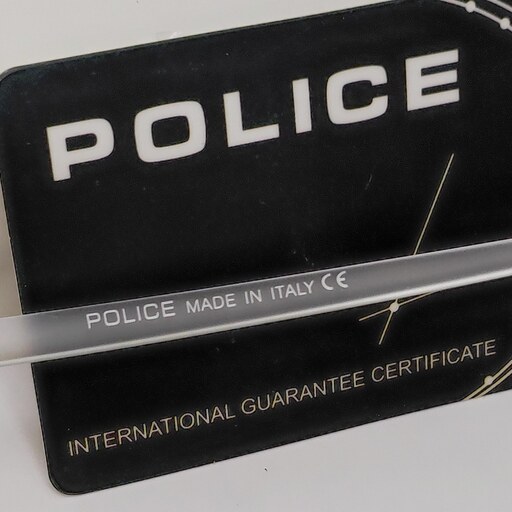 POLICE
POLICE MADE IN ITALY CE
INTERNATIONAL GUARANTEE CERTIFICATE